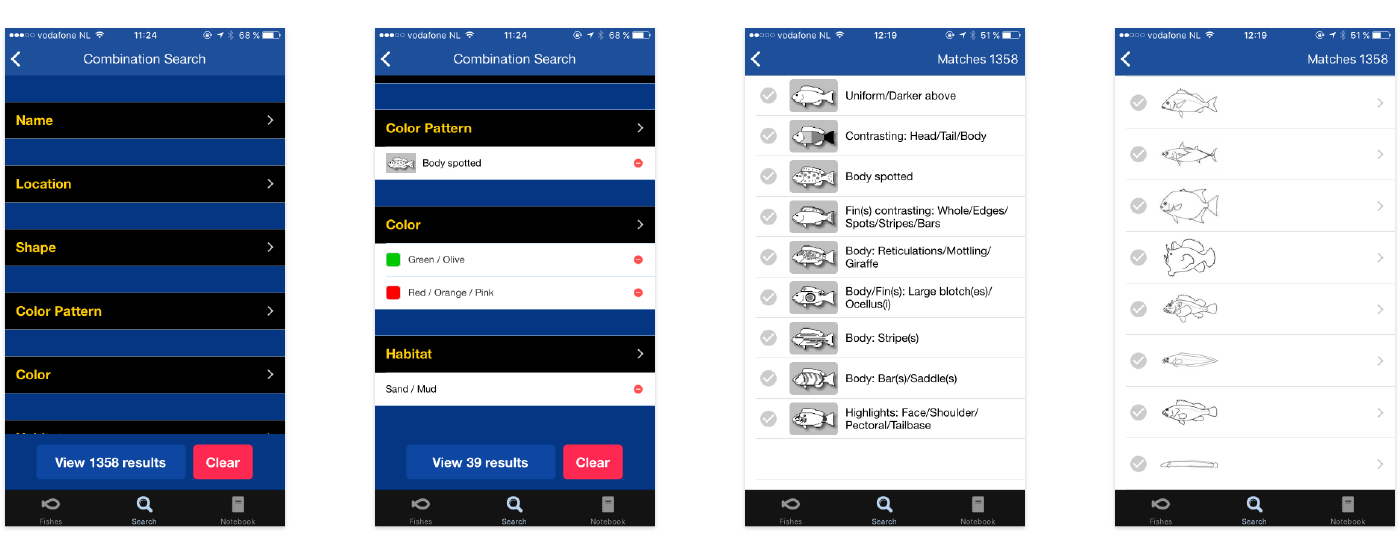 vodafone NL 11:24 68 %
Combination Search
Name
Location
Shape
Color Pattern
Color
View 1358 results
Clear
Fishes
Search
Notebook
vodafone NL 11:24 68 %
Combination Search
Color Pattern
Body spotted
Color
Green / Olive
Red / Orange / Pink
Habitat
Sand / Mud
View 39 results
Clear
Fishes
Search
Notebook
vodafone NL 12:19 51 %
Matches 1358
Uniform/Darker above
Contrasting: Head/Tail/Body
Body spotted
Fin(s) contrasting: Whole/Edges/
Spots/Stripes/Bars
Body: Reticulations/Mottling/
Giraffe
Body/Fin(s): Large blotch(es)/
Ocellus(i)
Body: Stripe(s)
Body: Bar(s)/Saddle(s)
Highlights: Face/Shoulder/
Pectoral/Tailbase
Fishes
Search
Notebook
vodafone NL 12:19 51 %
Matches 1358
Fishes
Search
Notebook